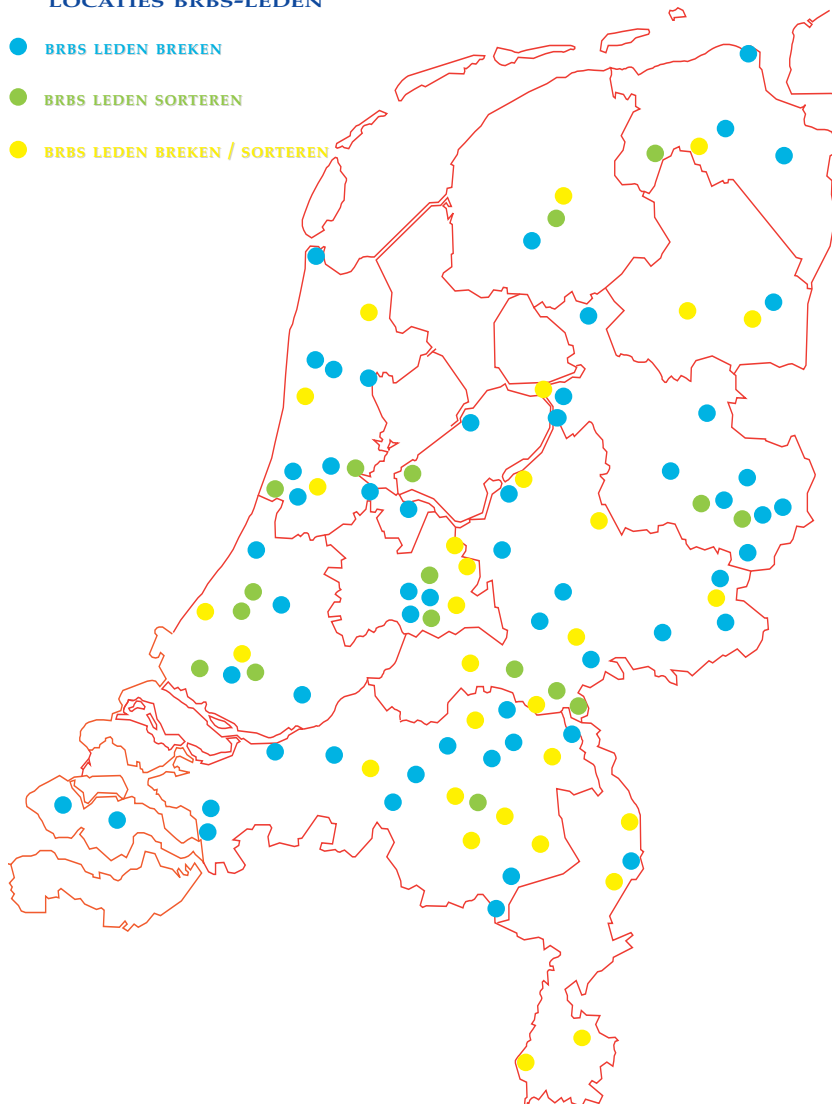 LOCATIES BRBS-LEDEN
BRBS LEDEN BREKEN
BRBS LEDEN SORTEREN
BRBS LEDEN BREKEN / SORTEREN